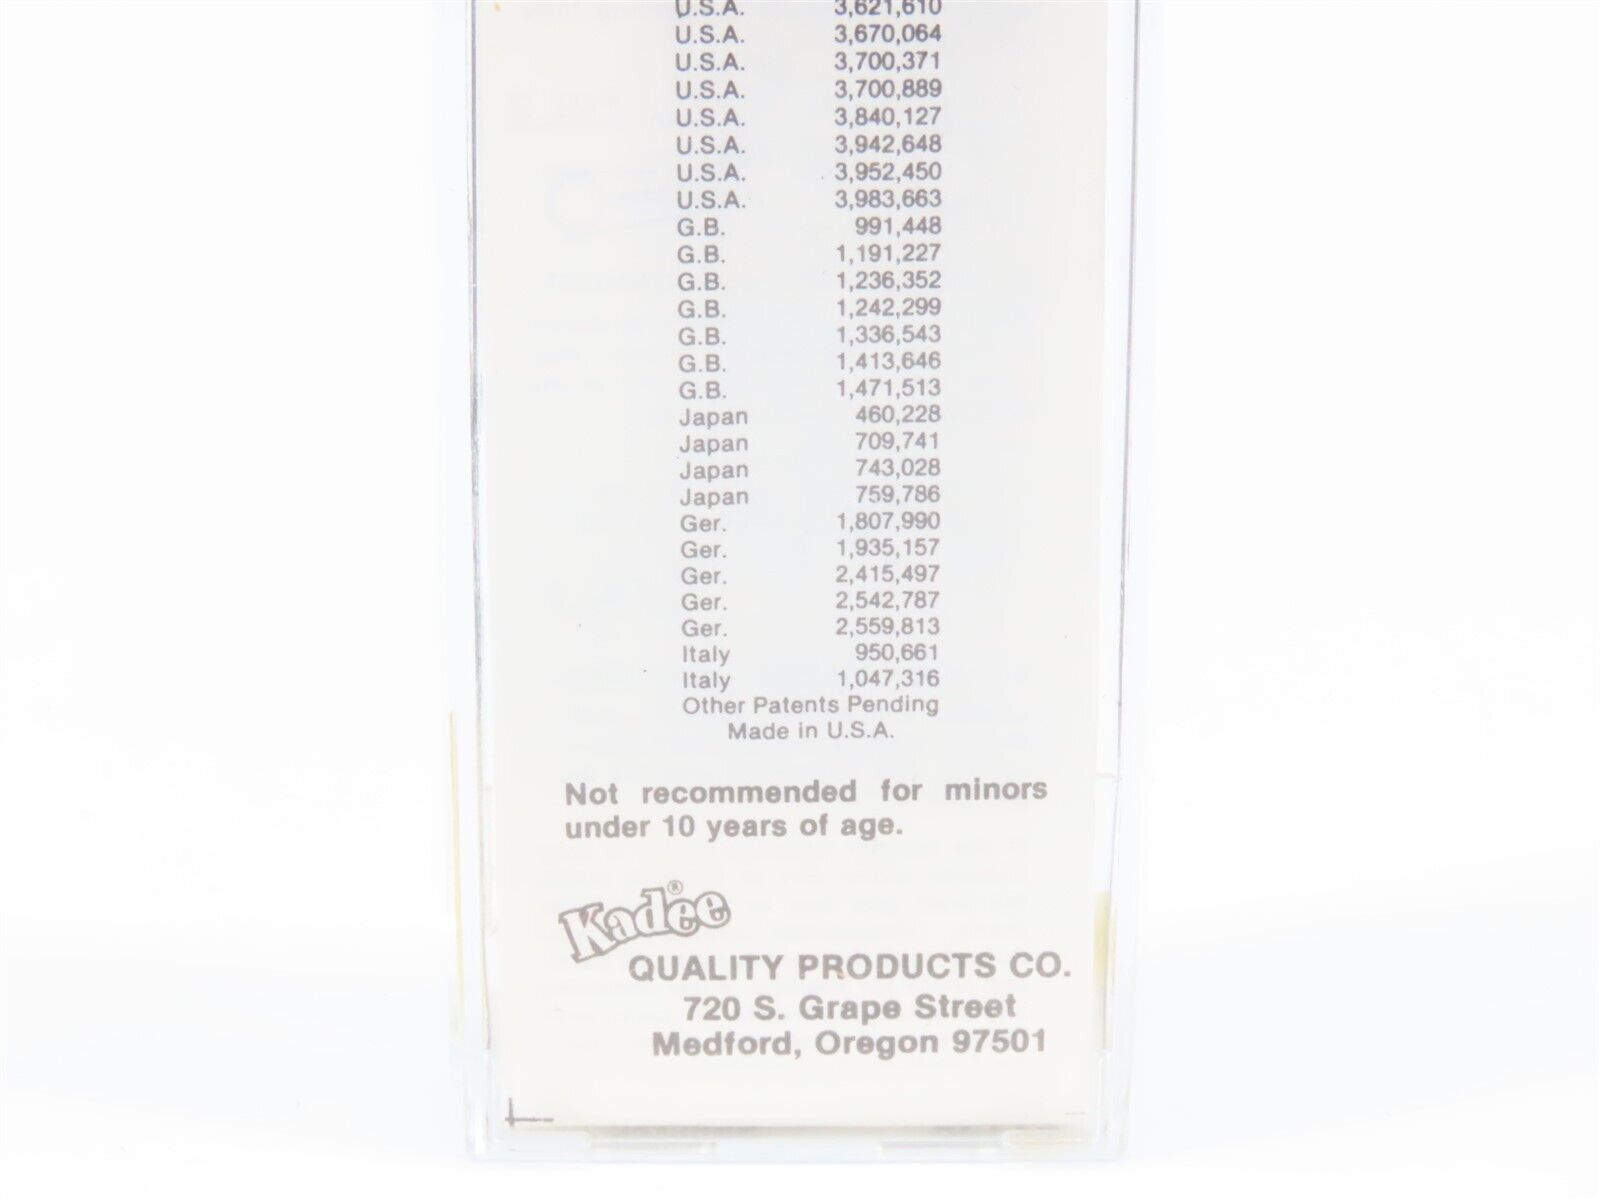 U.S.A. 3,621,610
U.S.A. 3,670,064
U.S.A. 3,700,371
U.S.A. 3,700,889
U.S.A. 3,840,127
U.S.A. 3,942,648
U.S.A. 3,952,450
U.S.A. 3,983,663
G.B. 991,448
G.B. 1,191,227
G.B. 1,236,352
G.B. 1,242,299
G.B. 1,336,543
G.B. 1,413,646
G.B. 1,471,513
Japan 460,228
Japan 709,741
Japan 743,028
Japan 759,786
Ger. 1,807,990
Ger. 1,935,157
Ger. 2,415,497
Ger. 2,542,787
Ger. 2,559,813
Italy 950,661
Italy 1,047,316
Other Patents Pending
Made in U.S.A.
Not recommended for minors
under 10 years of age.
Kadee®
QUALITY PRODUCTS CO.
720 S. Grape Street
Medford, Oregon 97501